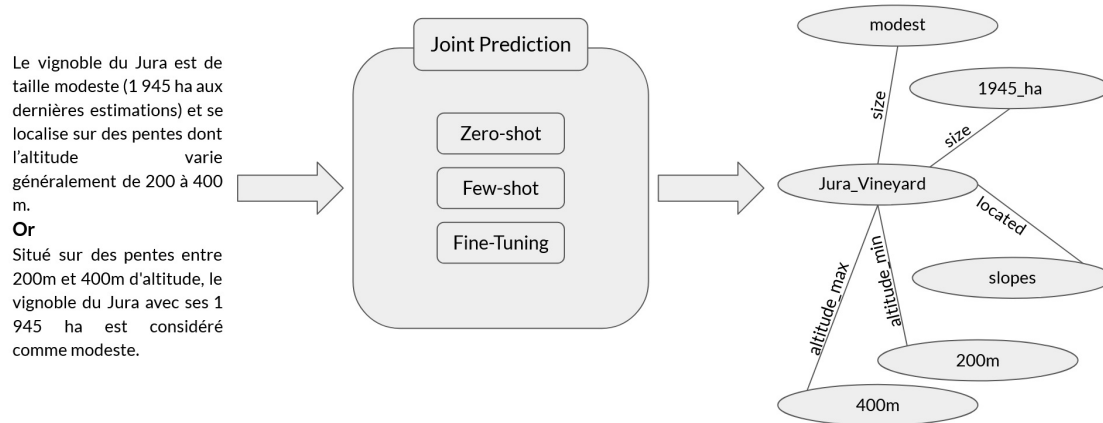 Le vignoble du Jura est de
taille modeste (1 945 ha aux
dernières estimations) et se
localise sur des pentes dont
l'altitude varie
généralement de 200 à 400
m.
Or
Situé sur des pentes entre
200m et 400m d'altitude, le
vignoble du Jura avec ses 1
945 ha est considéré
comme modeste.
Joint Prediction
Zero-shot
Few-shot
Fine-Tuning
modest
size
1945_ha
size
Jura_Vineyard
located
slopes
altitude_min
200m
altitude_max
400m